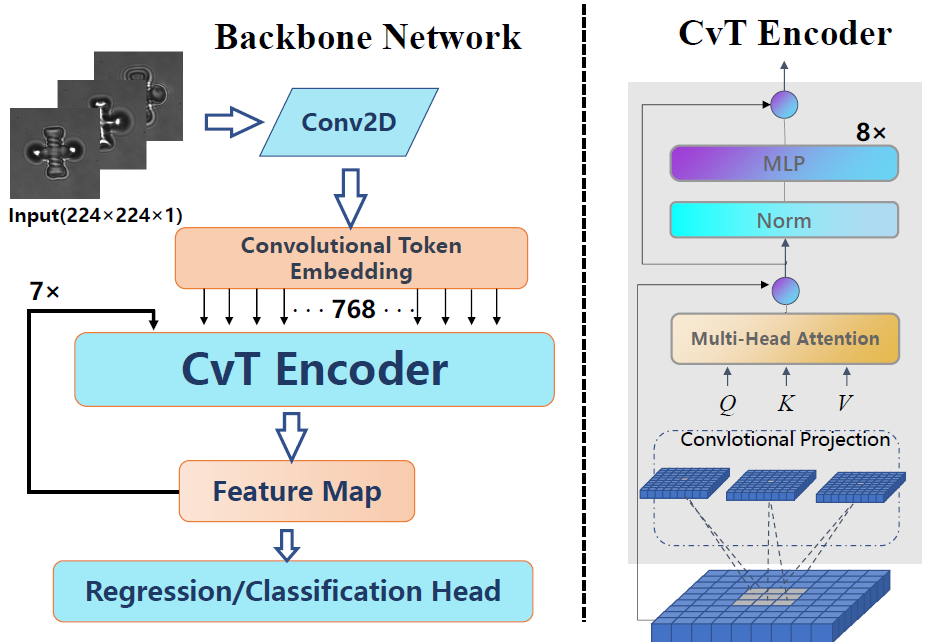 Backbone Network
Conv2D
Input(224×224×1)
Convolutional Token
Embedding
7×
· · · 768 · · ·
CvT Encoder
Feature Map
Regression/Classification Head
CvT Encoder
8×
MLP
Norm
Multi-Head Attention
Q K V
Convlotional Projection